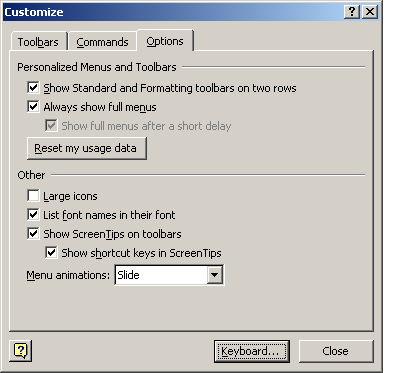 Customize
Toolbars Commands Options
Personalized Menus and Toolbars
Show Standard and Formatting toolbars on two rows
Always show full menus
Show full menus after a short delay
Reset my usage data
Other
Large icons
List font names in their font
Show ScreenTips on toolbars
Show shortcut keys in ScreenTips
Menu animations: Slide
Keyboard... Close